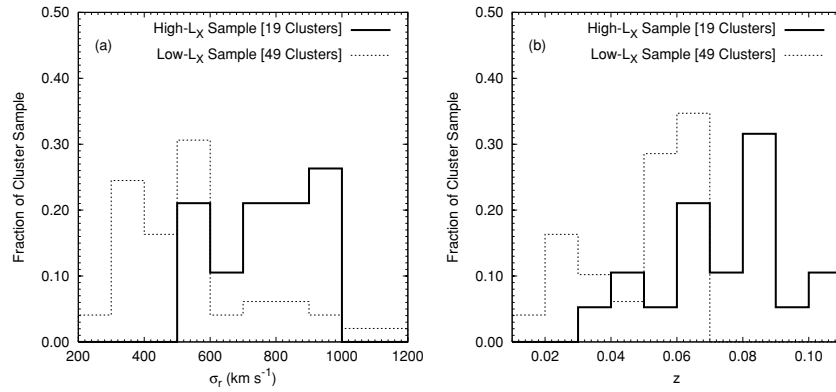 (a)
High-L_X Sample [19 Clusters]
Low-L_X Sample [49 Clusters]
Fraction of Cluster Sample
0.50
0.40
0.30
0.20
0.10
0.00
200 400 600 800 1000 1200
σ_r (km s⁻¹)
(b)
High-L_X Sample [19 Clusters]
Low-L_X Sample [49 Clusters]
Fraction of Cluster Sample
0.50
0.40
0.30
0.20
0.10
0.00
0.02 0.04 0.06 0.08 0.10
z